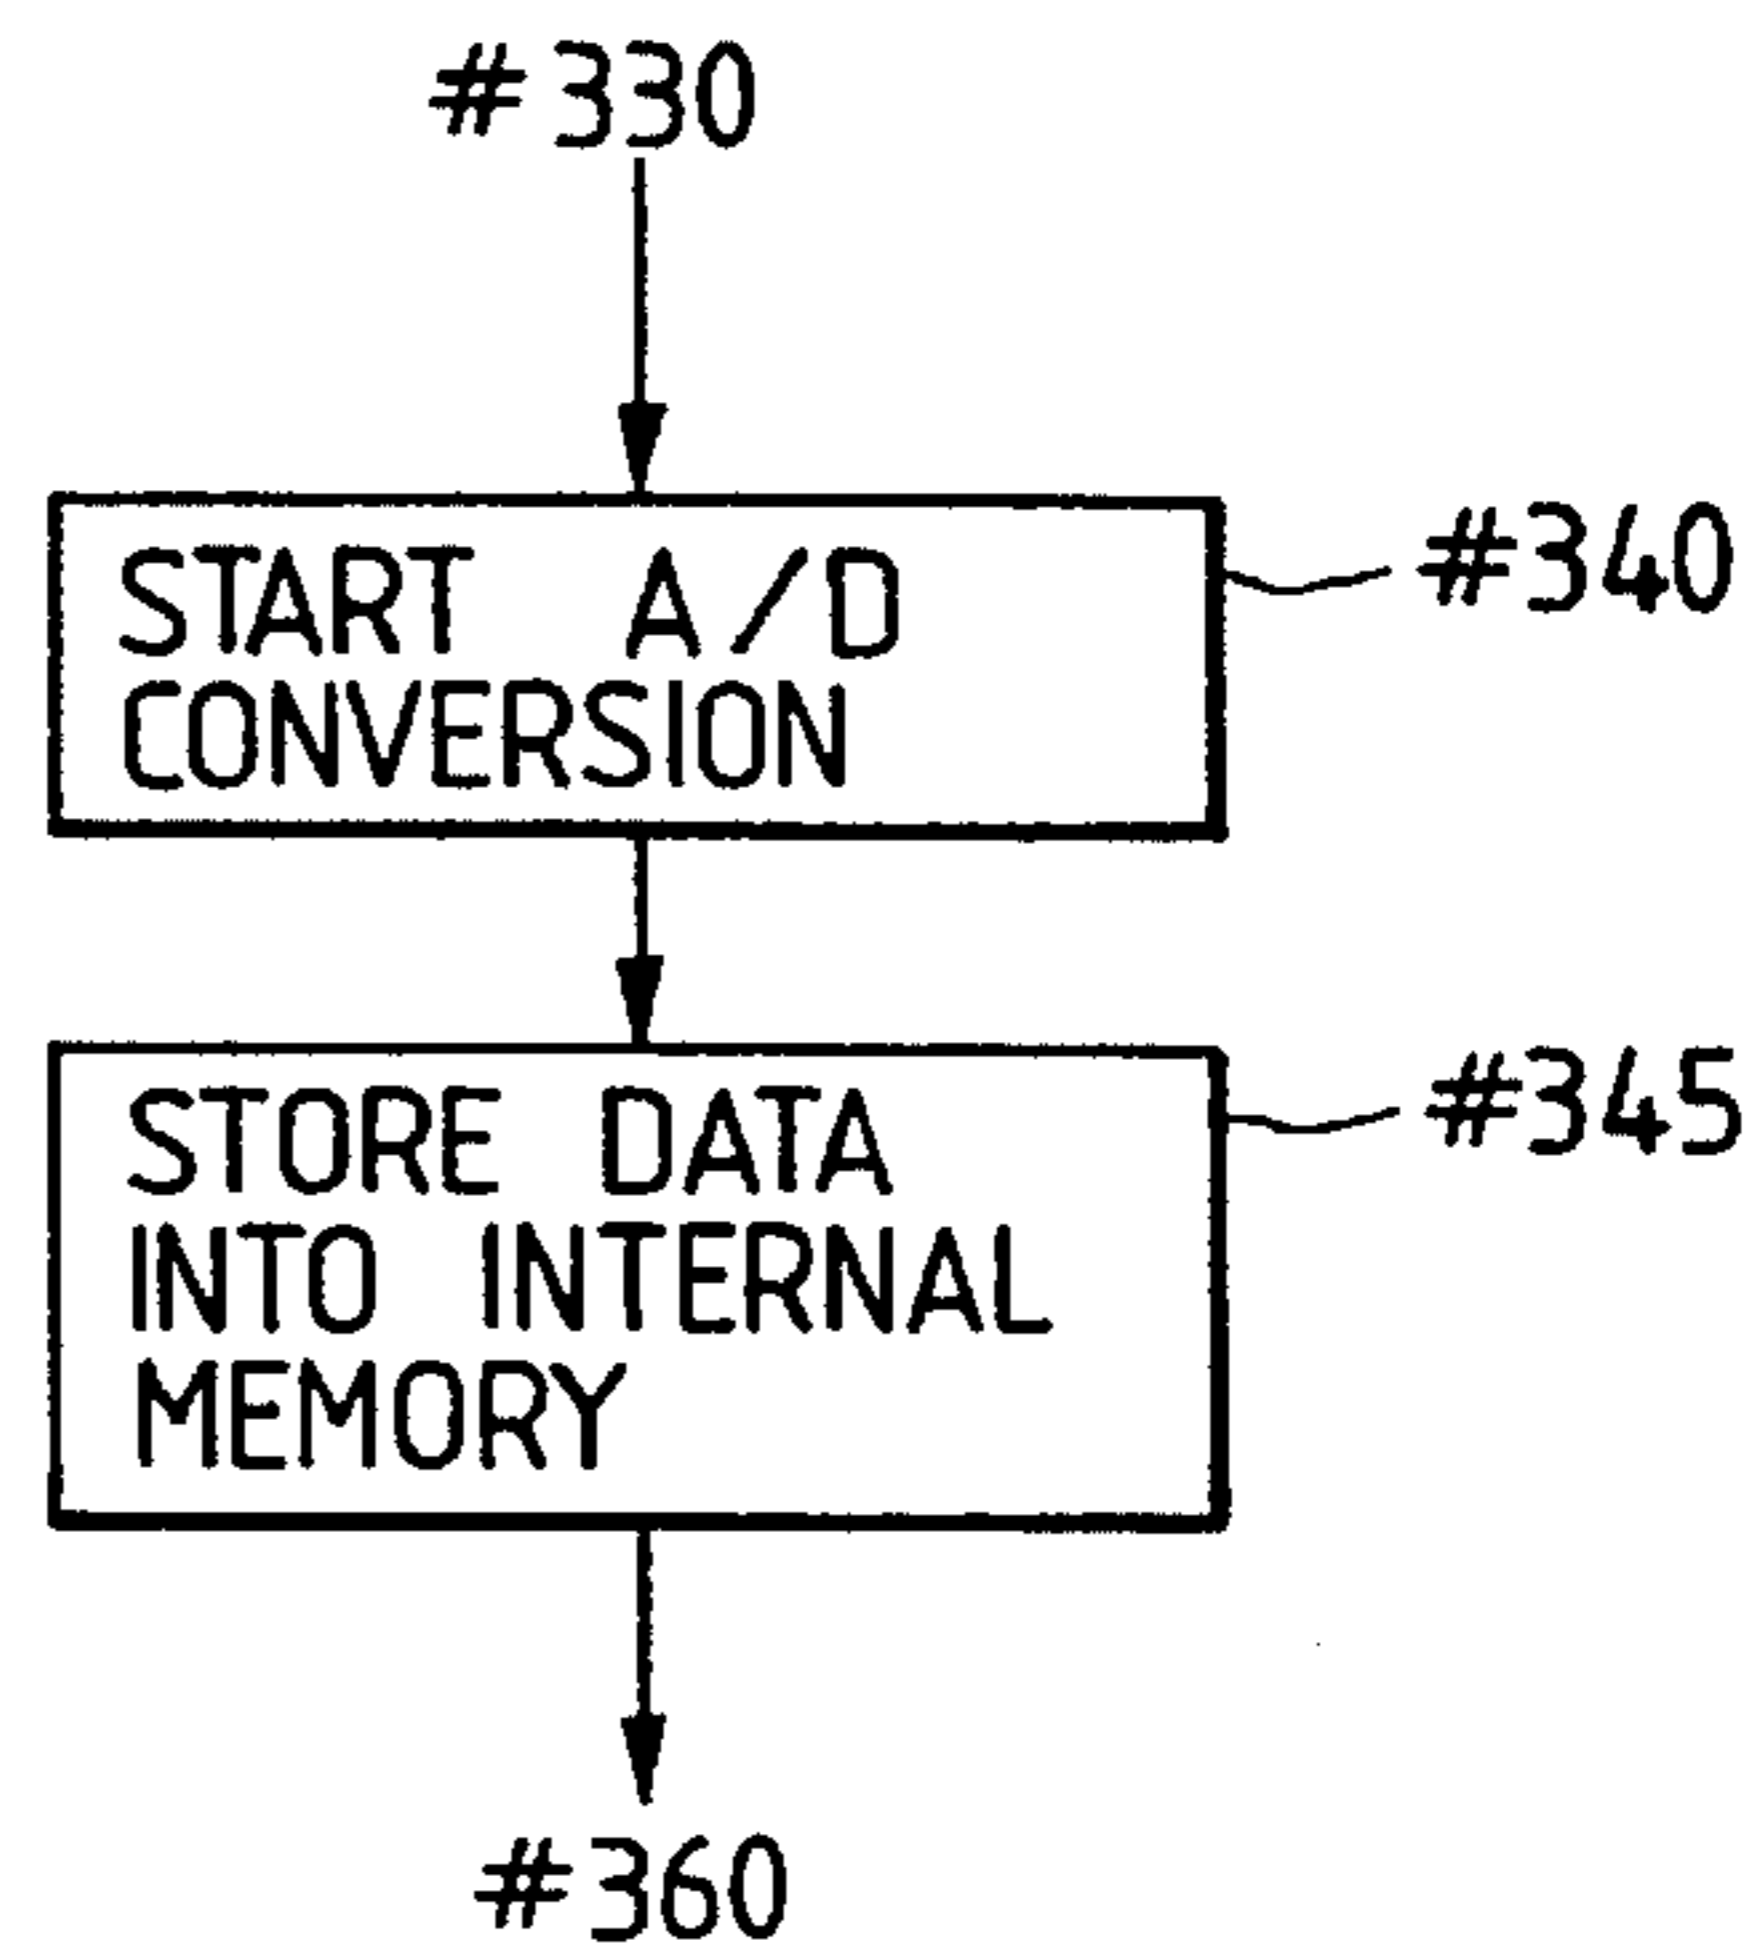 #330
START A/D
CONVERSION
#340
STORE DATA
INTO INTERNAL
MEMORY
#345
#360